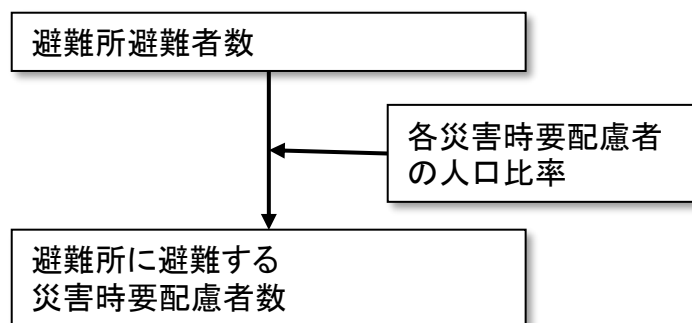 避難所避難者数
各災害時要配慮者
の人口比率
避難所に避難する
災害時要配慮者数